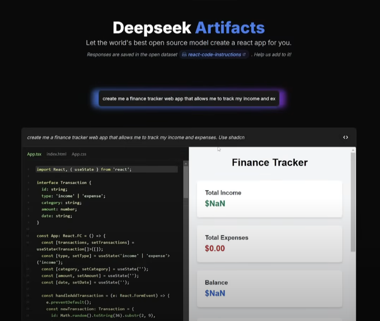 Deepseek Artifacts
Let the world's best open source model create a react app for you.
Responses are saved in the open dataset react-code-instructions . Help us add to it!
create me a finance tracker web app that allows me to track my income and ex
create me a finance tracker web app that allows me to track my income and expenses. Use shadcn
App.tsx index.html App.css
import React, { useState } from 'react';
interface Transaction {
id: string;
type: 'income' | 'expense';
category: string;
amount: number;
date: string;
}
const App: React.FC = () => {
const [transactions, setTransactions] =
useState<Transaction[]>([]);
const [type, setType] = useState<'income' | 'expense'>
('income');
const [category, setCategory] = useState('');
const [amount, setAmount] = useState('');
const [date, setDate] = useState('');
const handleAddTransaction = (e: React.FormEvent) => {
e.preventDefault();
const newTransaction: Transaction = {
id: Math.random().toString(36).substr(2, 9),
Finance Tracker
Total Income
$NaN
Total Expenses
$0.00
Balance
$NaN